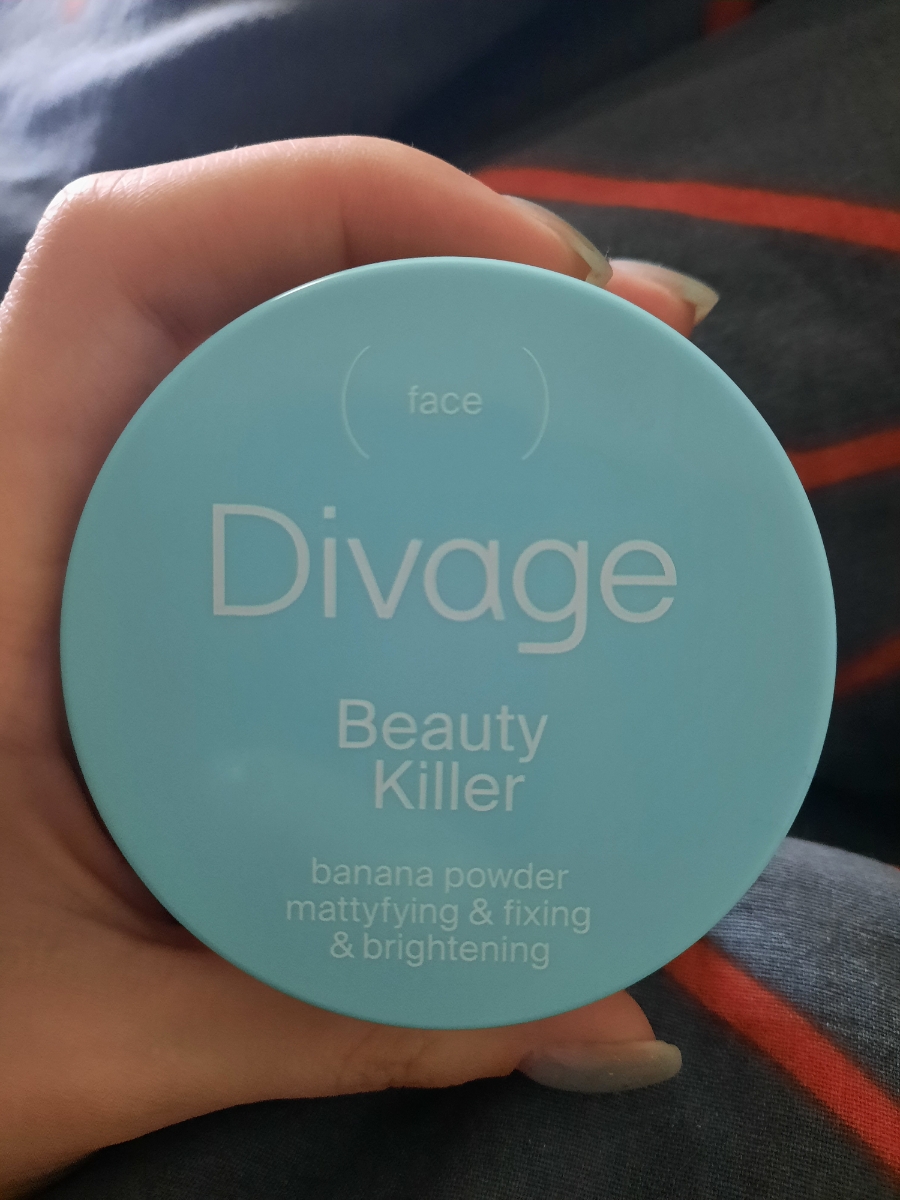 ( face )
Divage
Beauty
Killer
banana powder
mattyfying & fixing
& brightening